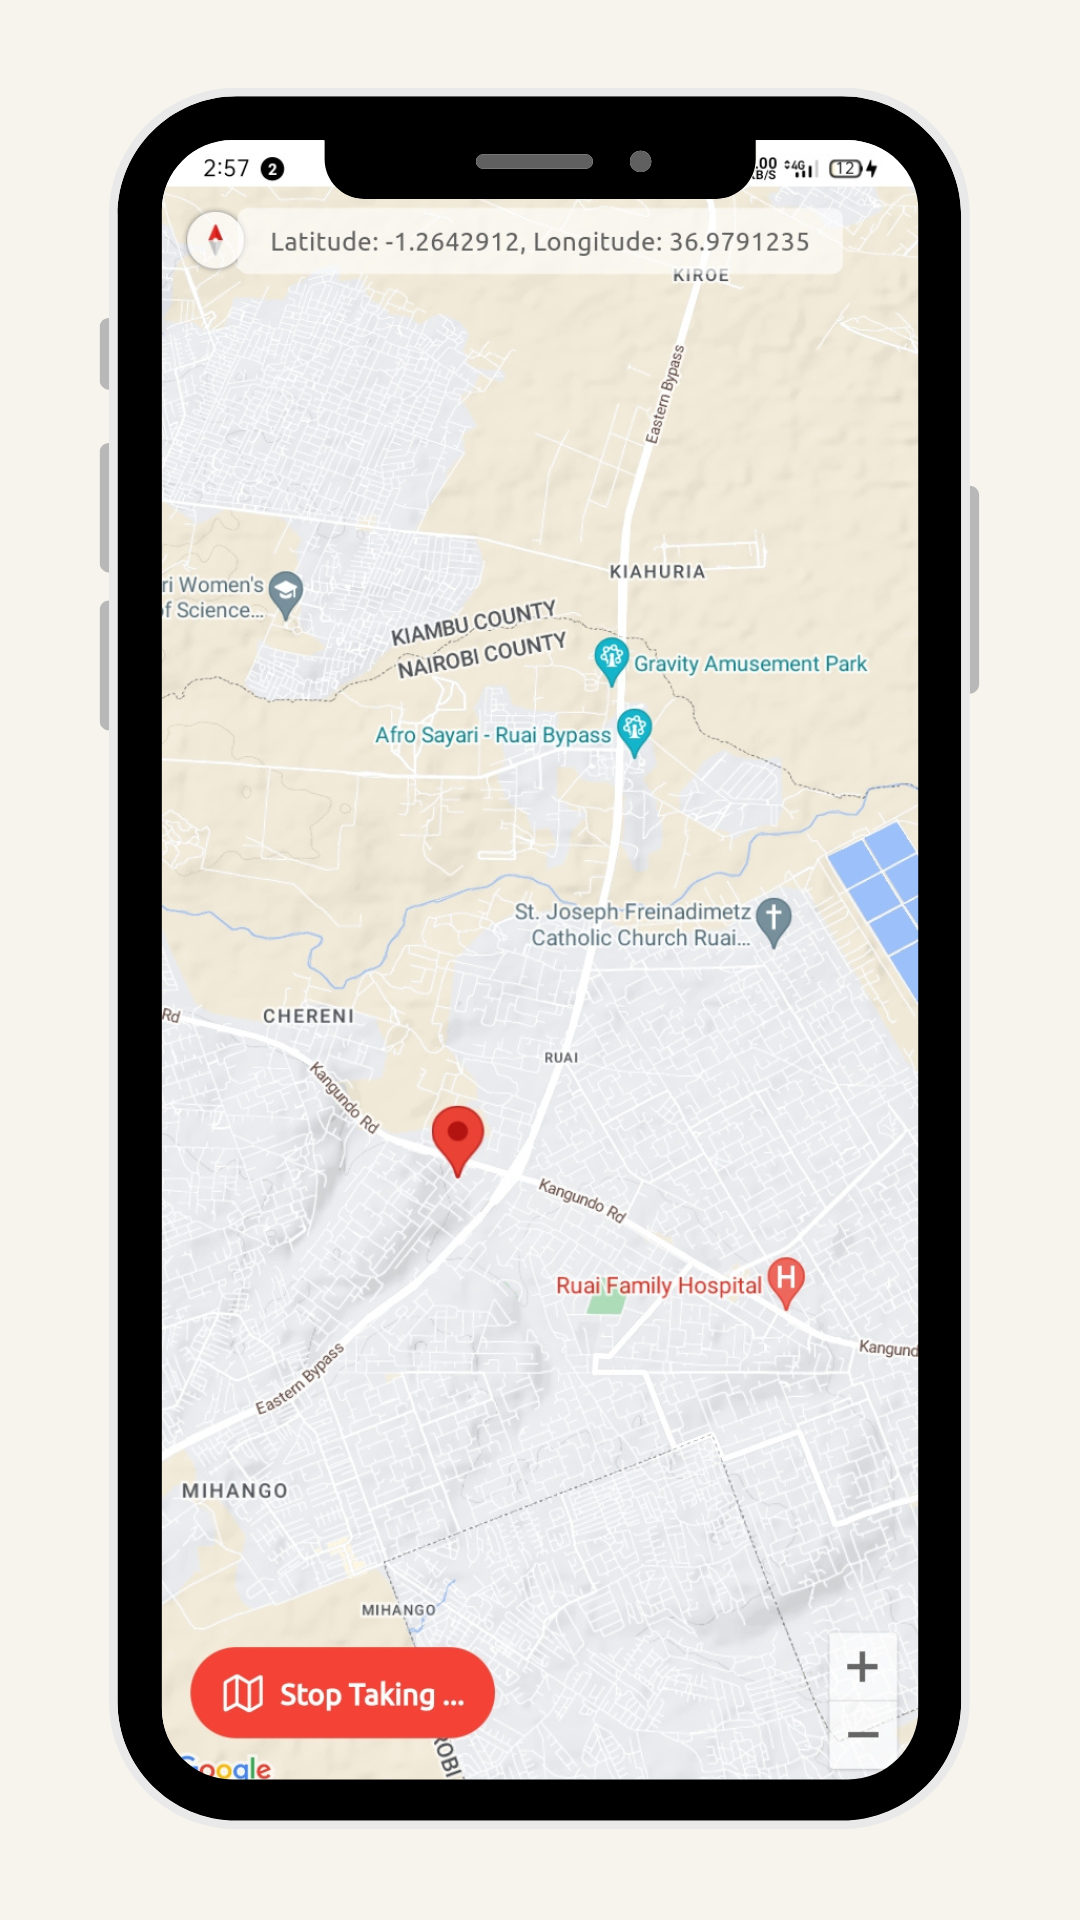 2:57 2
.00
KB/S
4G
12
Latitude: -1.2642912, Longitude: 36.9791235
KIROE
Eastern Bypass
KIAHURIA
ri Women's
of Science...
KIAMBU COUNTY
NAIROBI COUNTY
Gravity Amusement Park
Afro Sayari - Ruai Bypass
St. Joseph Freinadimetz
Catholic Church Ruai...
Rd
CHERENI
RUAI
Kangundo Rd
Kangundo Rd
Ruai Family Hospital
H
Kangund
Eastern Bypass
MIHANGO
MIHANGO
Stop Taking ...
ROBI
Google